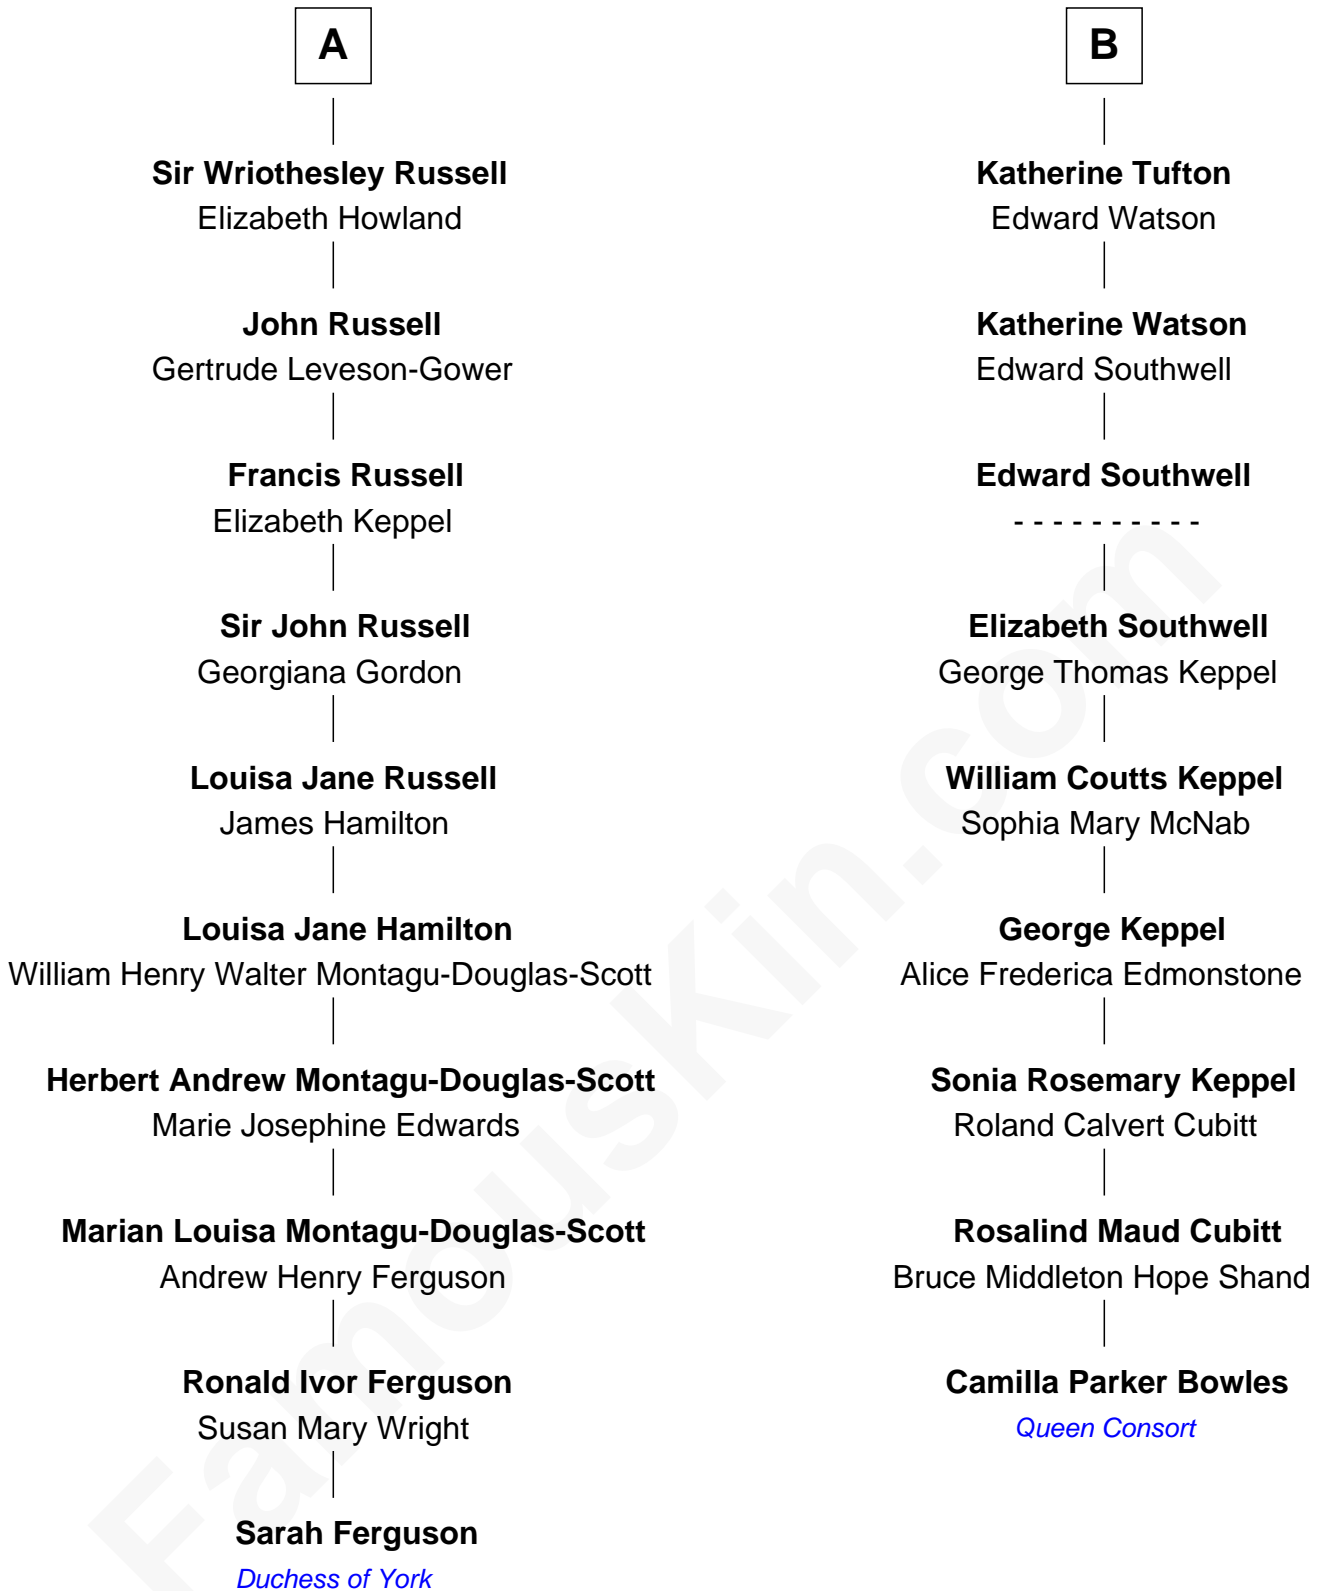 A
Sir Wriothesley Russell
Elizabeth Howland
John Russell
Gertrude Leveson-Gower
Francis Russell
Elizabeth Keppel
Sir John Russell
Georgiana Gordon
Louisa Jane Russell
James Hamilton
Louisa Jane Hamilton
William Henry Walter Montagu-Douglas-Scott
Herbert Andrew Montagu-Douglas-Scott
Marie Josephine Edwards
Marian Louisa Montagu-Douglas-Scott
Andrew Henry Ferguson
Ronald Ivor Ferguson
Susan Mary Wright
Sarah Ferguson
Duchess of York
B
Katherine Tufton
Edward Watson
Katherine Watson
Edward Southwell
Edward Southwell
- - - - - - - - - -
Elizabeth Southwell
George Thomas Keppel
William Coutts Keppel
Sophia Mary McNab
George Keppel
Alice Frederica Edmonstone
Sonia Rosemary Keppel
Roland Calvert Cubitt
Rosalind Maud Cubitt
Bruce Middleton Hope Shand
Camilla Parker Bowles
Queen Consort
FamousKin.com